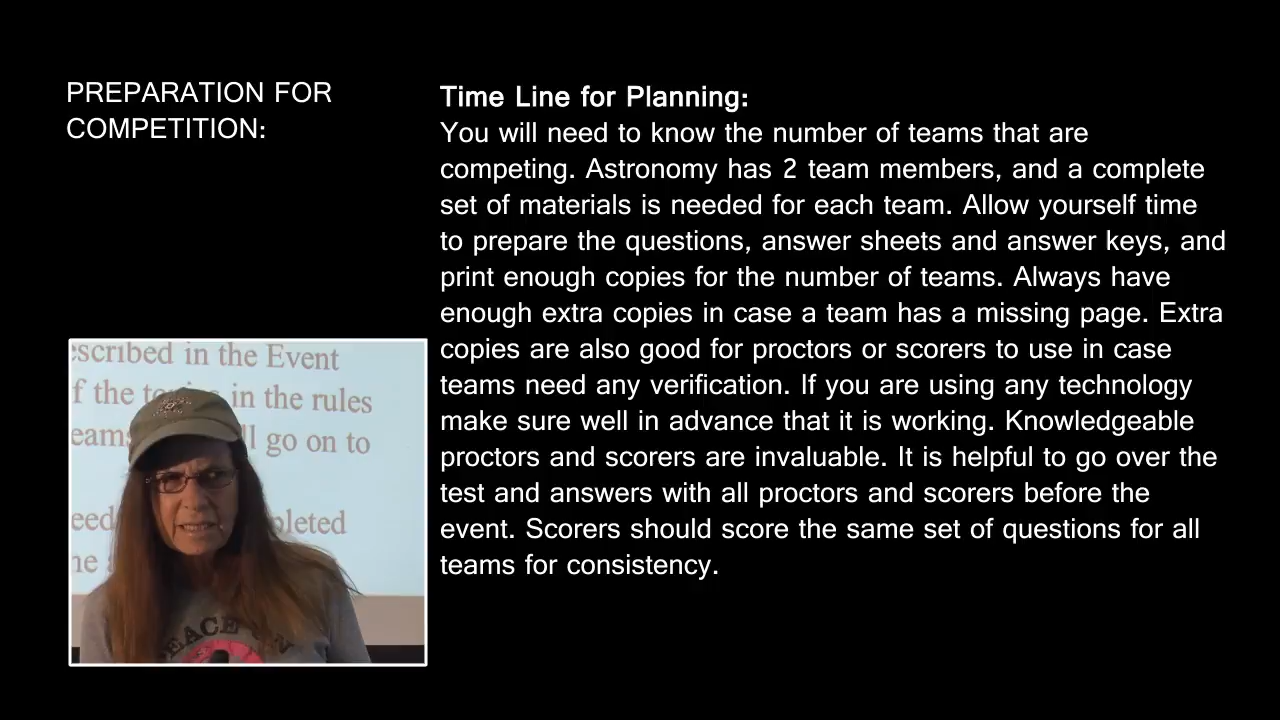 PREPARATION FOR
COMPETITION:
Time Line for Planning:
You will need to know the number of teams that are
competing. Astronomy has 2 team members, and a complete
set of materials is needed for each team. Allow yourself time
to prepare the questions, answer sheets and answer keys, and
print enough copies for the number of teams. Always have
enough extra copies in case a team has a missing page. Extra
copies are also good for proctors or scorers to use in case
teams need any verification. If you are using any technology
make sure well in advance that it is working. Knowledgeable
proctors and scorers are invaluable. It is helpful to go over the
test and answers with all proctors and scorers before the
event. Scorers should score the same set of questions for all
teams for consistency.
escribed in the Event
f the in the rules
eams ll go on to
eed pleted